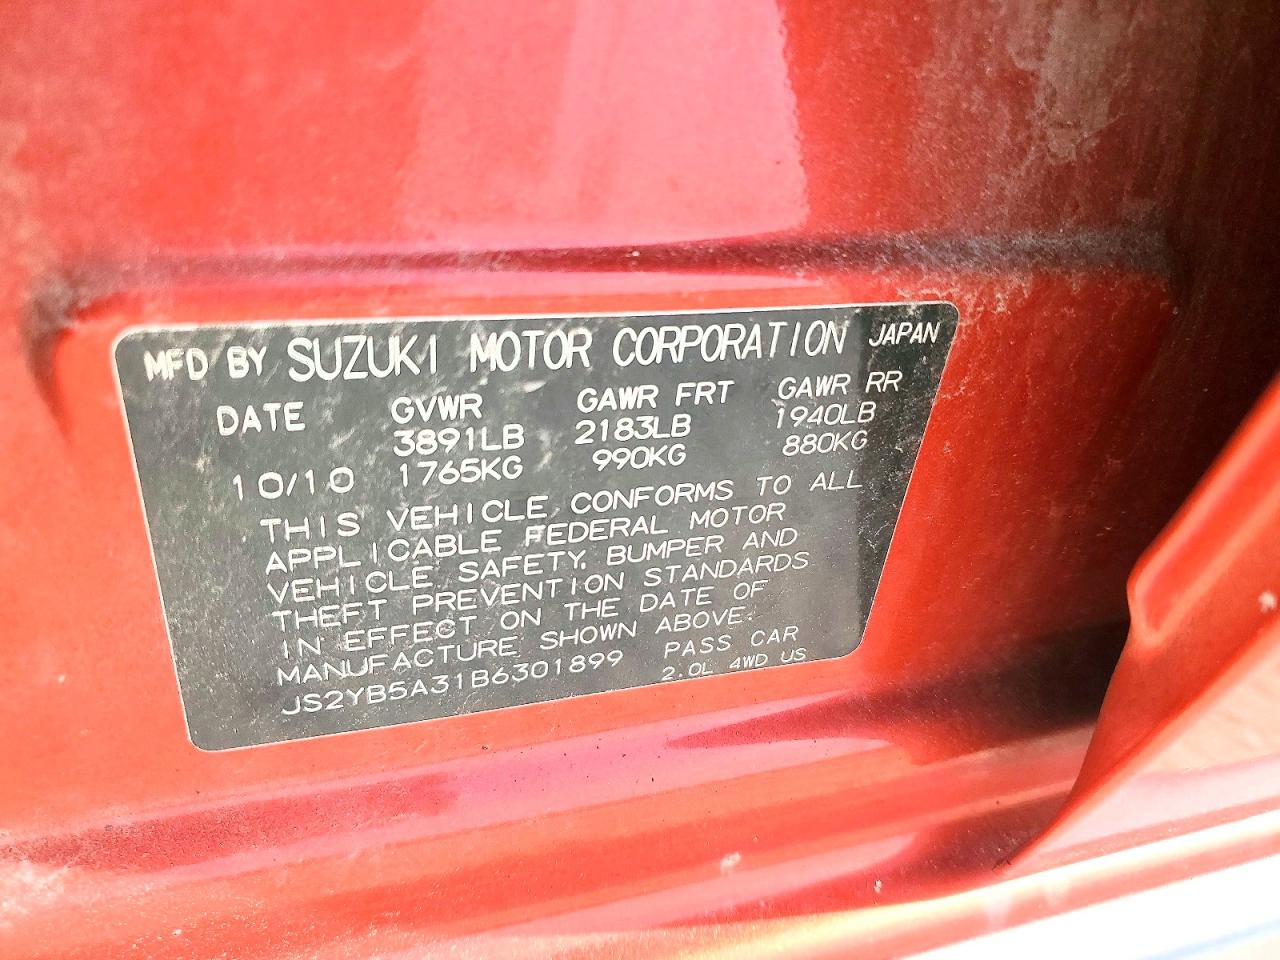 MFD BY SUZUKI MOTOR CORPORATION JAPAN
DATE GVWR GAWR FRT GAWR RR
3891LB 2183LB 1940LB
10/10 1765KG 990KG 880KG
THIS VEHICLE CONFORMS TO ALL
APPLICABLE FEDERAL MOTOR
VEHICLE SAFETY, BUMPER AND
THEFT PREVENTION STANDARDS
IN EFFECT ON THE DATE OF
MANUFACTURE SHOWN ABOVE.
JS2YB5A31B6301899 PASS CAR
2.0L 4WD US